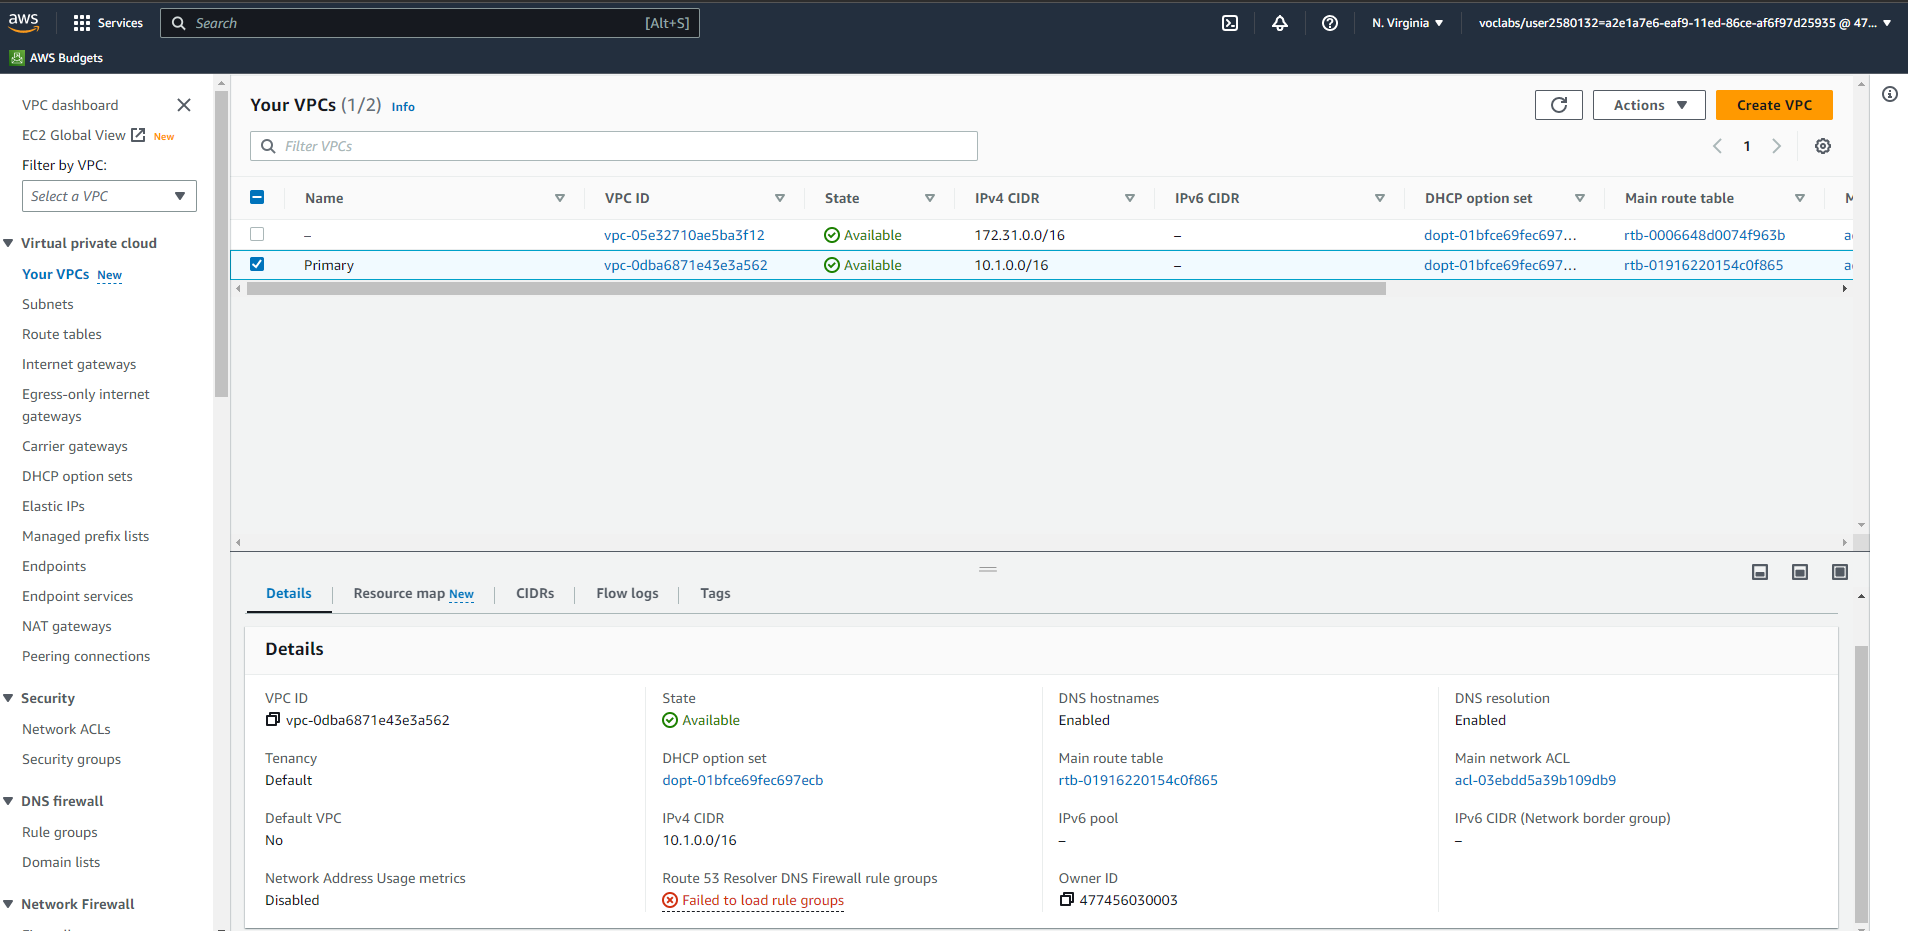 aws
Services
Search [Alt+S]
N. Virginia
voclabs/user2580132=a2e1a7e6-eaf9-11ed-86ce-af6f97d25935 @ 47...
AWS Budgets
VPC dashboard
EC2 Global View New
Filter by VPC:
Select a VPC
Virtual private cloud
Your VPCs New
Subnets
Route tables
Internet gateways
Egress-only internet
gateways
Carrier gateways
DHCP option sets
Elastic IPs
Managed prefix lists
Endpoints
Endpoint services
NAT gateways
Peering connections
Security
Network ACLs
Security groups
DNS firewall
Rule groups
Domain lists
Network Firewall
Your VPCs (1/2) Info
Actions
Create VPC
Filter VPCs
1
Name VPC ID State IPv4 CIDR IPv6 CIDR DHCP option set Main route table
– vpc-05e32710ae5ba3f12 Available 172.31.0.0/16 – dopt-01bfce69fec697... rtb-0006648d0074f963b
Primary vpc-0dba6871e43e3a562 Available 10.1.0.0/16 – dopt-01bfce69fec697... rtb-01916220154c0f865
Details Resource map New CIDRs Flow logs Tags
Details
VPC ID State DNS hostnames DNS resolution
vpc-0dba6871e43e3a562 Available Enabled Enabled
Tenancy DHCP option set Main route table Main network ACL
Default dopt-01bfce69fec697ecb rtb-01916220154c0f865 acl-03ebdd5a39b109db9
Default VPC IPv4 CIDR IPv6 pool IPv6 CIDR (Network border group)
No 10.1.0.0/16 – –
Network Address Usage metrics Route 53 Resolver DNS Firewall rule groups Owner ID
Disabled Failed to load rule groups 477456030003